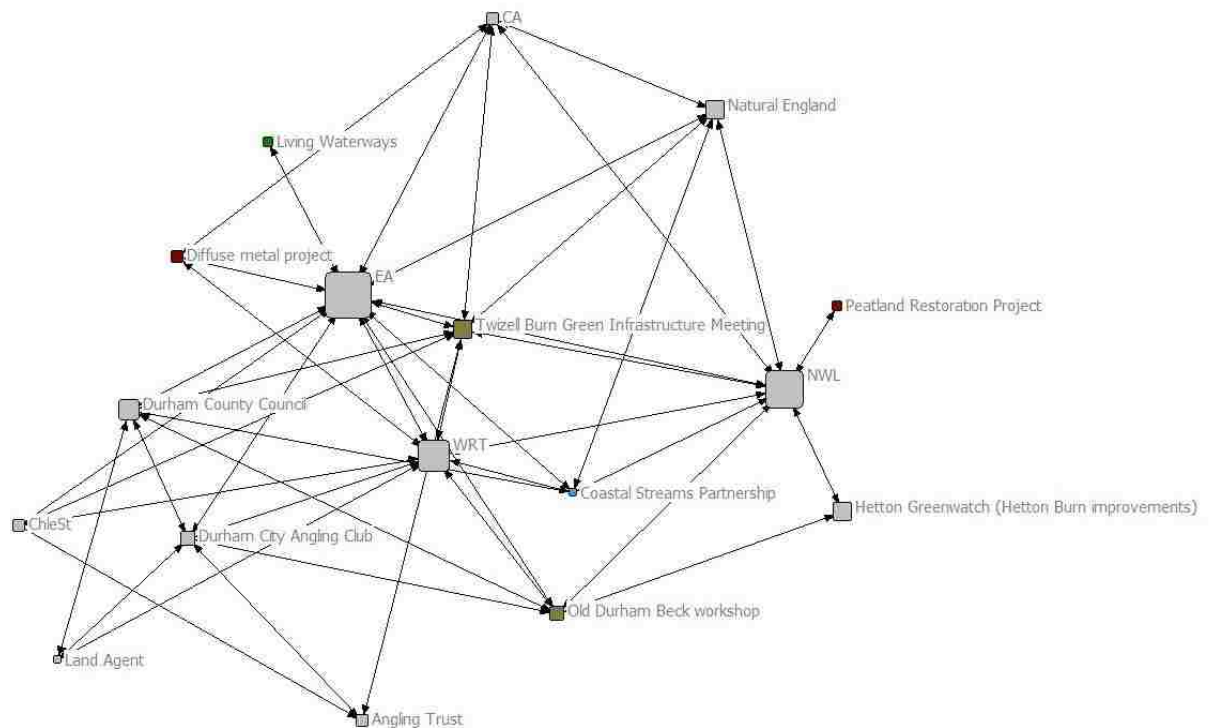 CA
Natural England
Living Waterways
Diffuse metal project
EA
Peatland Restoration Project
Twizell Burn Green Infrastructure Meeting
NWL
Durham County Council
WRT
Coastal Streams Partnership
Hetton Greenwatch (Hetton Burn improvements)
ChleSt
Durham City Angling Club
Old Durham Beck workshop
Land Agent
Angling Trust